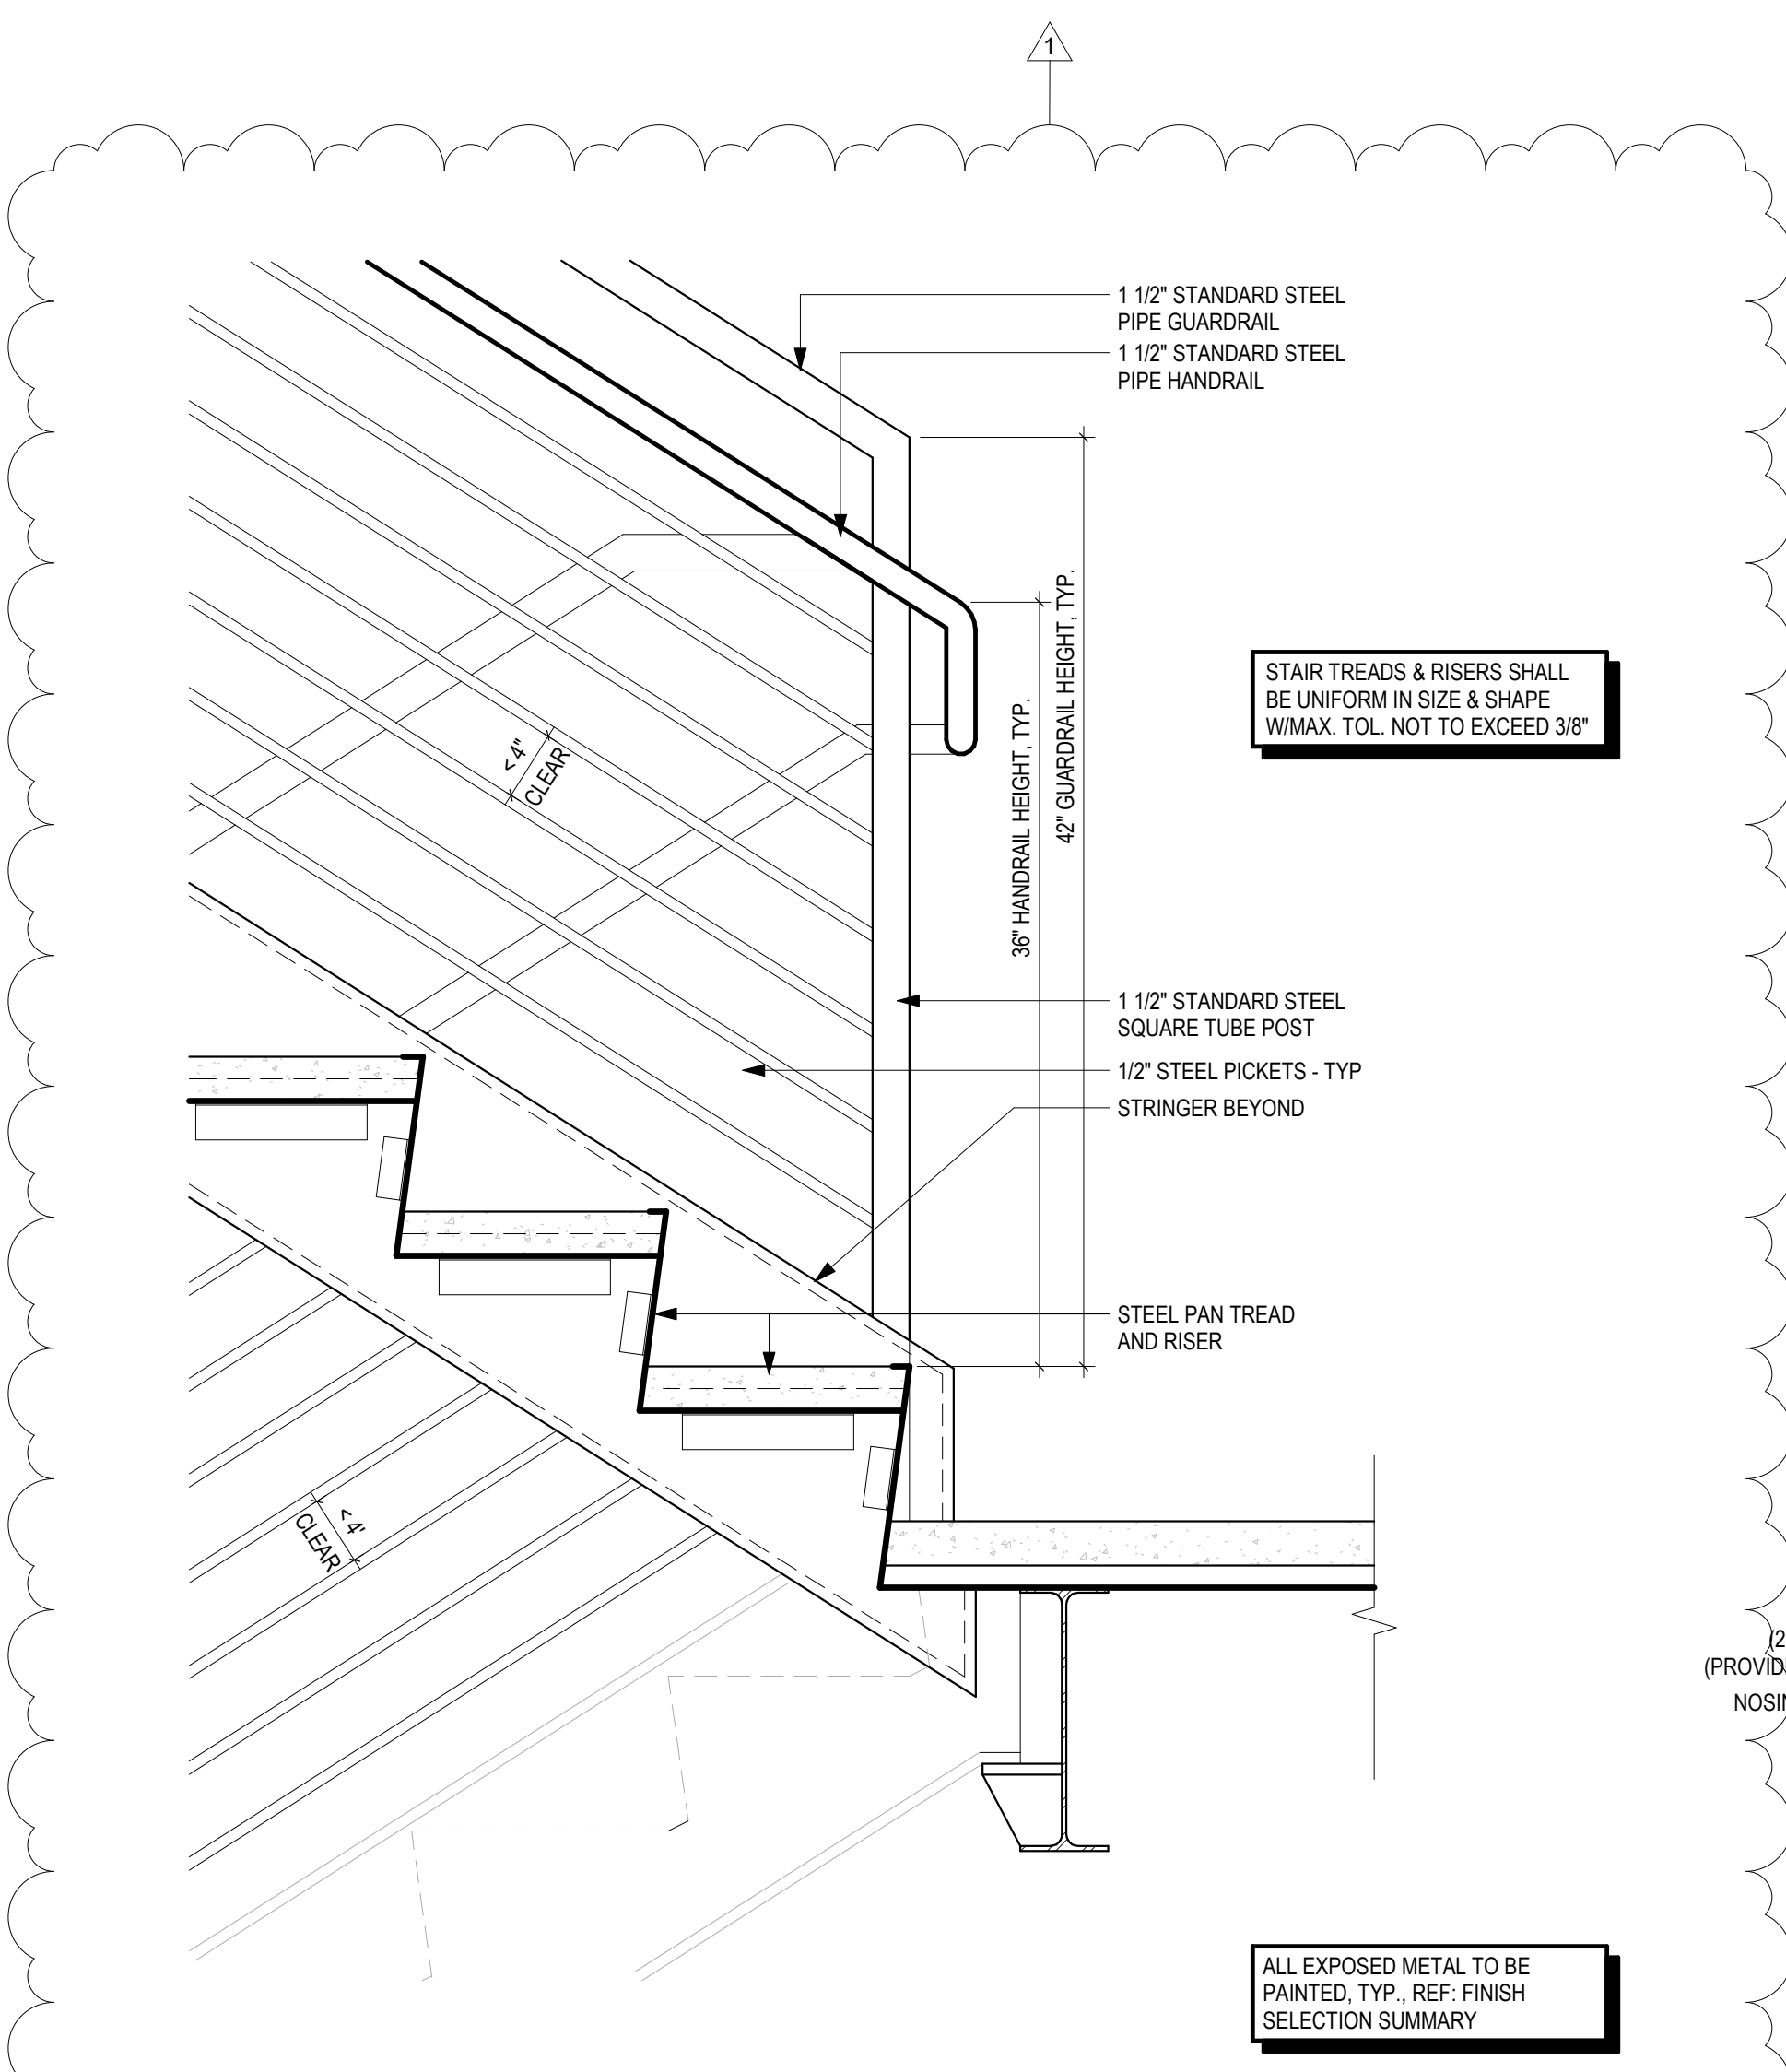 1
1 1/2" STANDARD STEEL
PIPE GUARDRAIL
1 1/2" STANDARD STEEL
PIPE HANDRAIL
36" HANDRAIL HEIGHT, TYP.
42" GUARDRAIL HEIGHT, TYP.
STAIR TREADS & RISERS SHALL
BE UNIFORM IN SIZE & SHAPE
W/MAX. TOL. NOT TO EXCEED 3/8"
< 4"
CLEAR
1 1/2" STANDARD STEEL
SQUARE TUBE POST
1/2" STEEL PICKETS - TYP
STRINGER BEYOND
STEEL PAN TREAD
AND RISER
< 4'
CLEAR
(2
(PROVID
NOSIN
ALL EXPOSED METAL TO BE
PAINTED, TYP., REF: FINISH
SELECTION SUMMARY